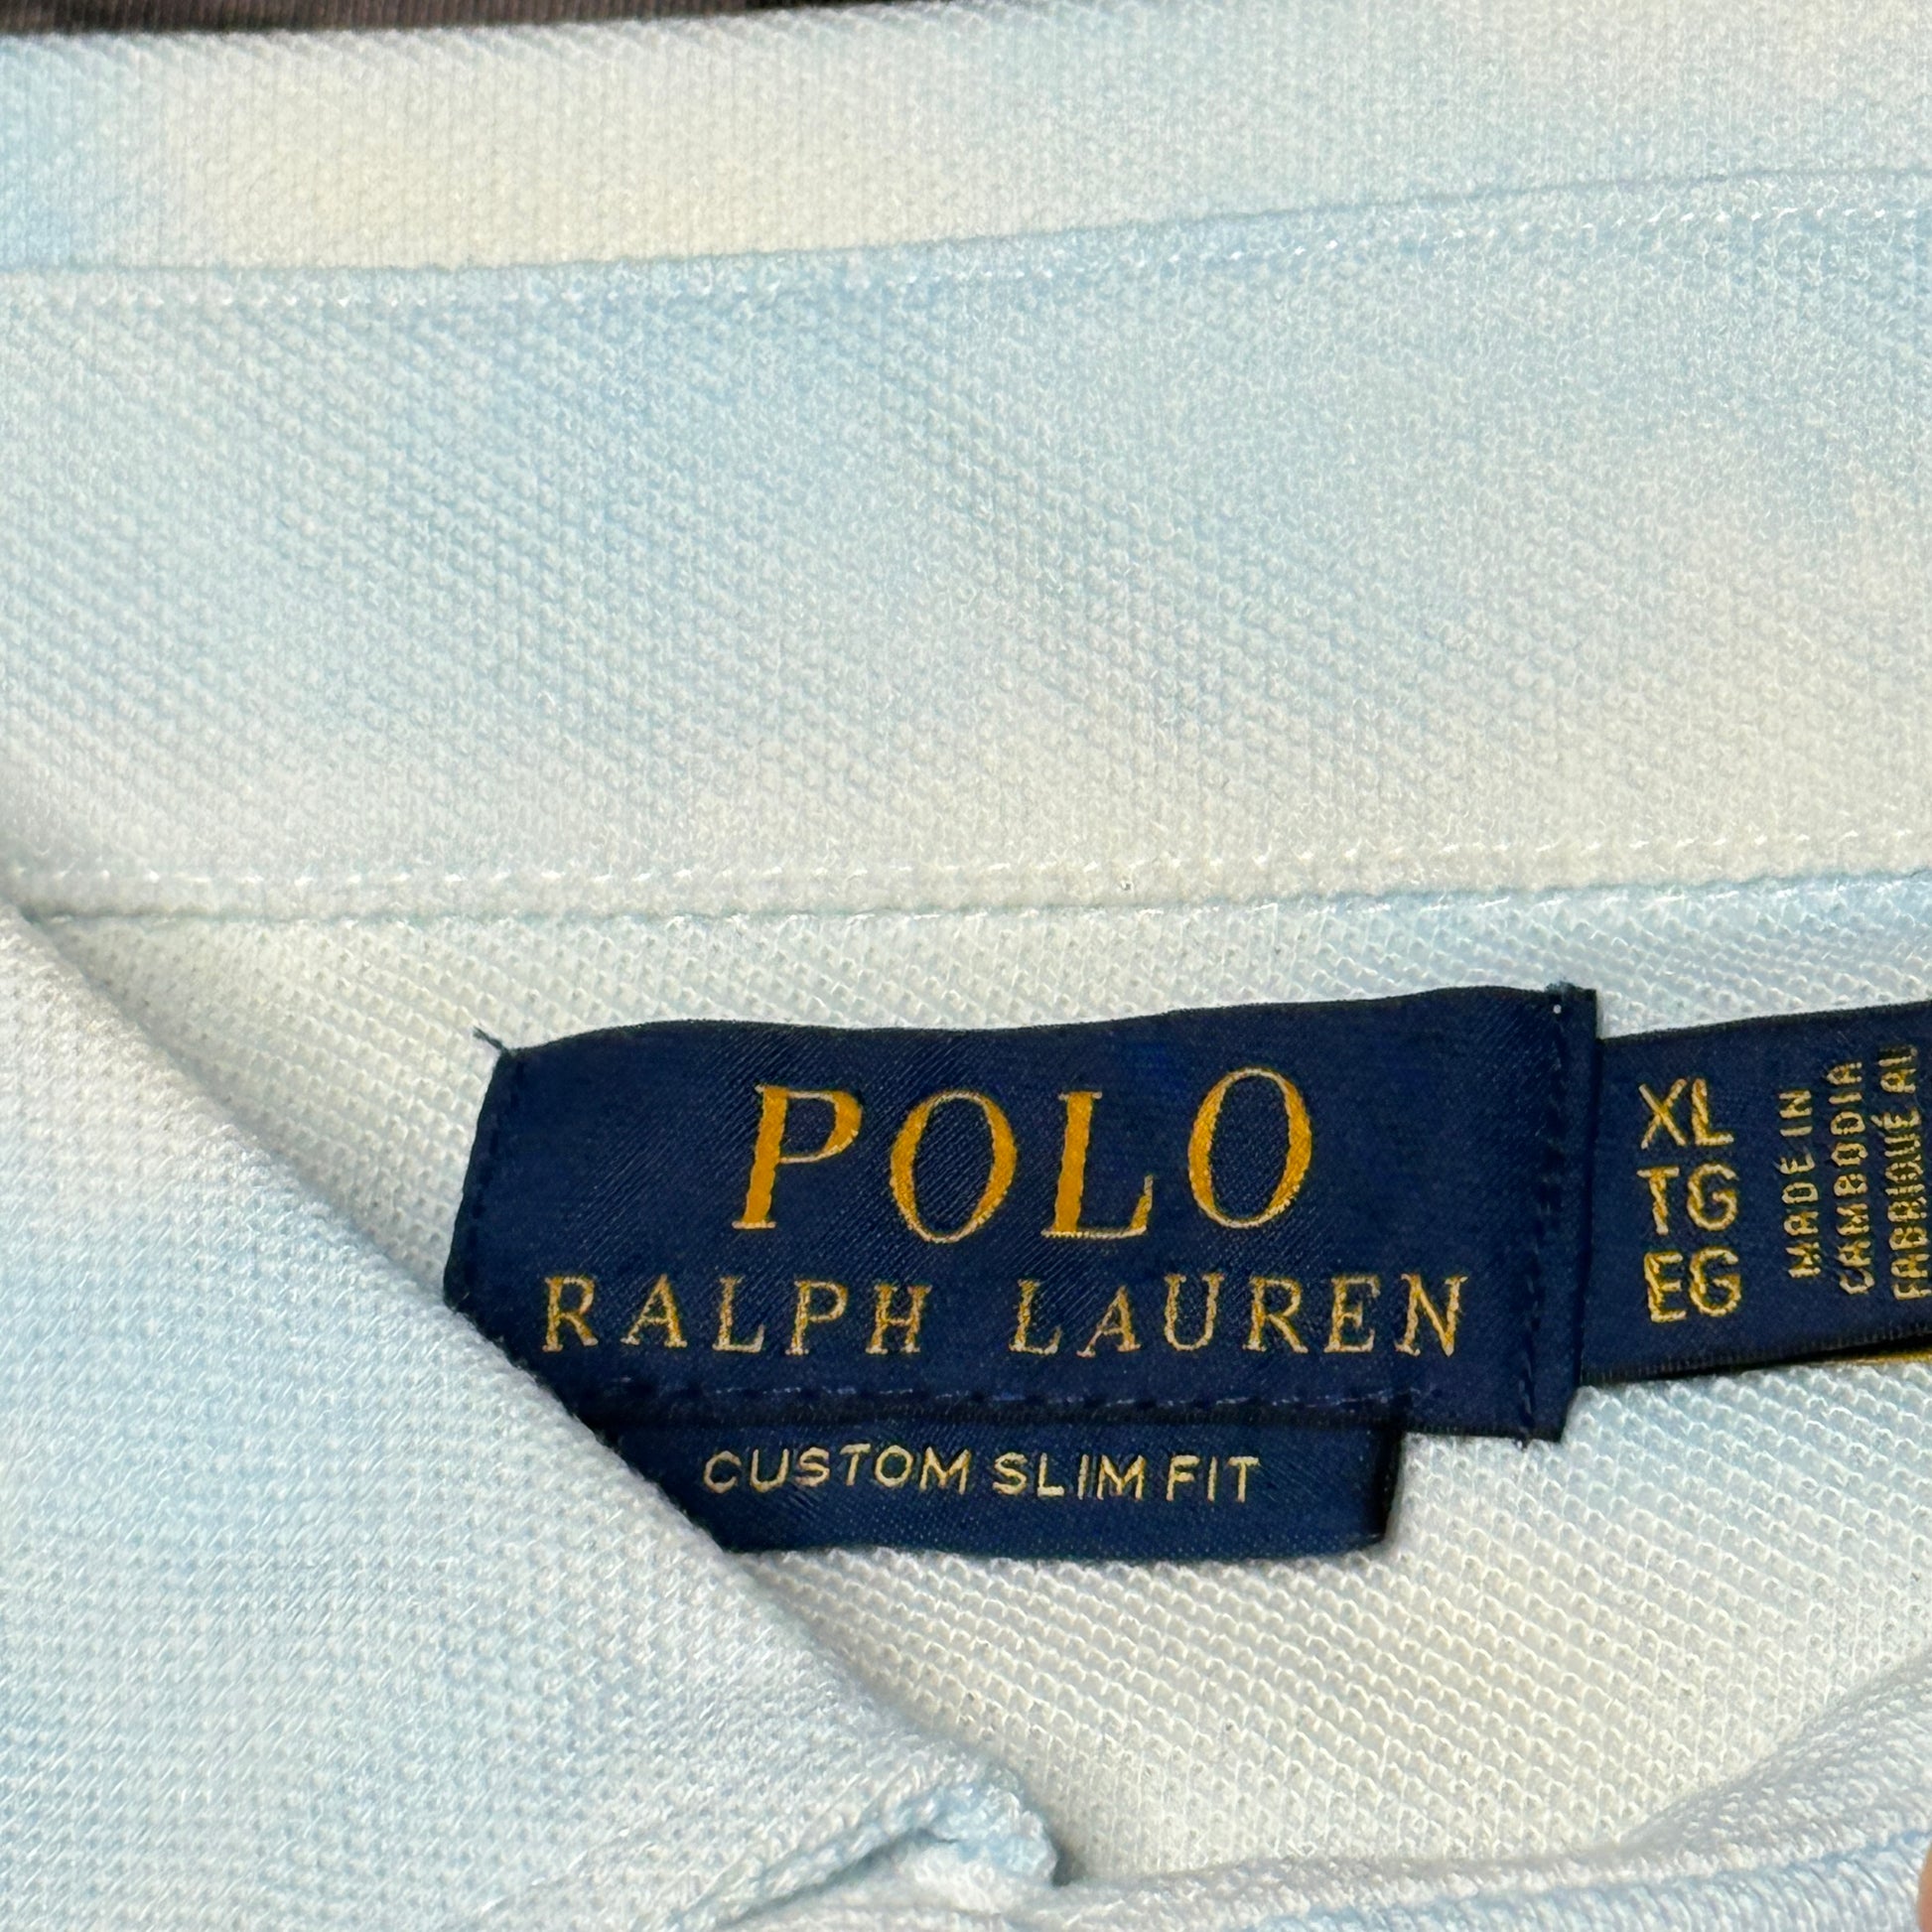 POLO
RALPH LAUREN
CUSTOM SLIM FIT
XL
TG
EG
MADE IN
CAMBODIA
FABRIQUÉ AU